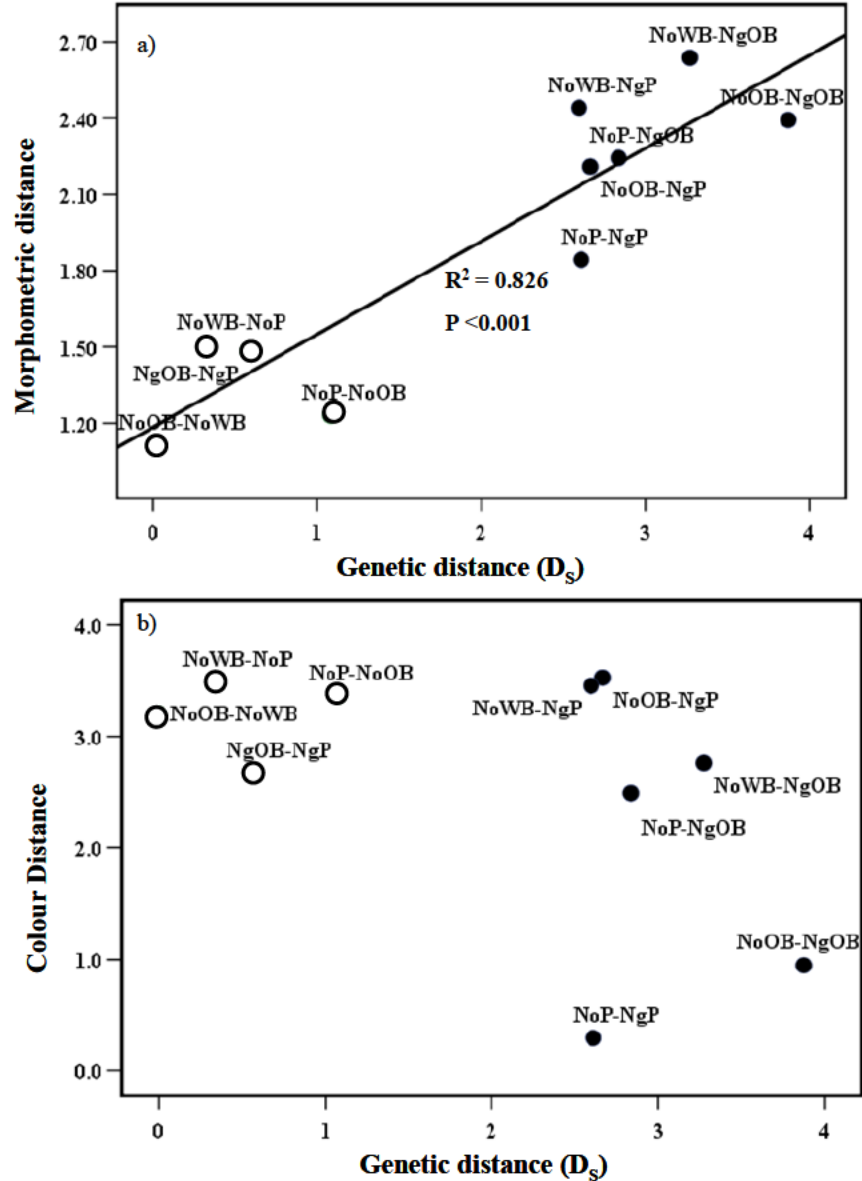 a)
2.70
2.40
2.10
1.80
1.50
1.20
Morphometric distance
NoWB-NgOB
NoWB-NgP
NoOB-NgOB
NoP-NgOB
NoOB-NgP
NoP-NgP
R² = 0.826
P <0.001
NoWB-NoP
NgOB-NgP
NoP-NoOB
NoOB-NoWB
0 1 2 3 4
Genetic distance (Dₛ)
b)
4.0
3.0
2.0
1.0
0.0
Colour Distance
NoWB-NoP
NoP-NoOB
NoOB-NoWB
NgOB-NgP
NoWB-NgP
NoOB-NgP
NoWB-NgOB
NoP-NgOB
NoOB-NgOB
NoP-NgP
0 1 2 3 4
Genetic distance (Dₛ)